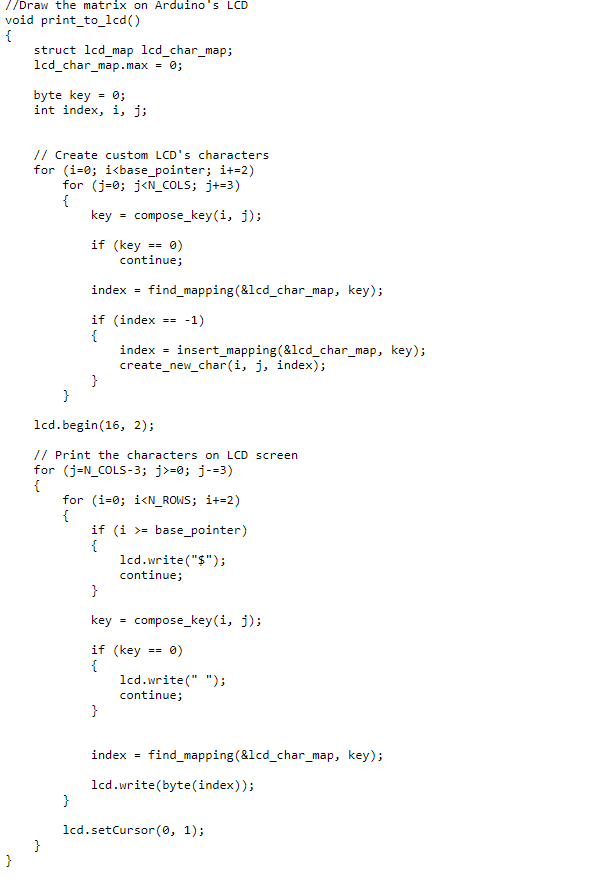 //Draw the matrix on Arduino's LCD
void print_to_lcd()
{
    struct lcd_map lcd_char_map;
    lcd_char_map.max = 0;

    byte key = 0;
    int index, i, j;


    // Create custom LCD's characters
    for (i=0; i<base_pointer; i+=2)
        for (j=0; j<N_COLS; j+=3)
        {
            key = compose_key(i, j);

            if (key == 0)
                continue;

            index = find_mapping(&lcd_char_map, key);

            if (index == -1)
            {
                index = insert_mapping(&lcd_char_map, key);
                create_new_char(i, j, index);
            }
        }

    lcd.begin(16, 2);

    // Print the characters on LCD screen
    for (j=N_COLS-3; j>=0; j-=3)
    {
        for (i=0; i<N_ROWS; i+=2)
        {
            if (i >= base_pointer)
            {
                lcd.write("$");
                continue;
            }

            key = compose_key(i, j);

            if (key == 0)
            {
                lcd.write(" ");
                continue;
            }


            index = find_mapping(&lcd_char_map, key);

            lcd.write(byte(index));
        }

        lcd.setCursor(0, 1);
    }
}